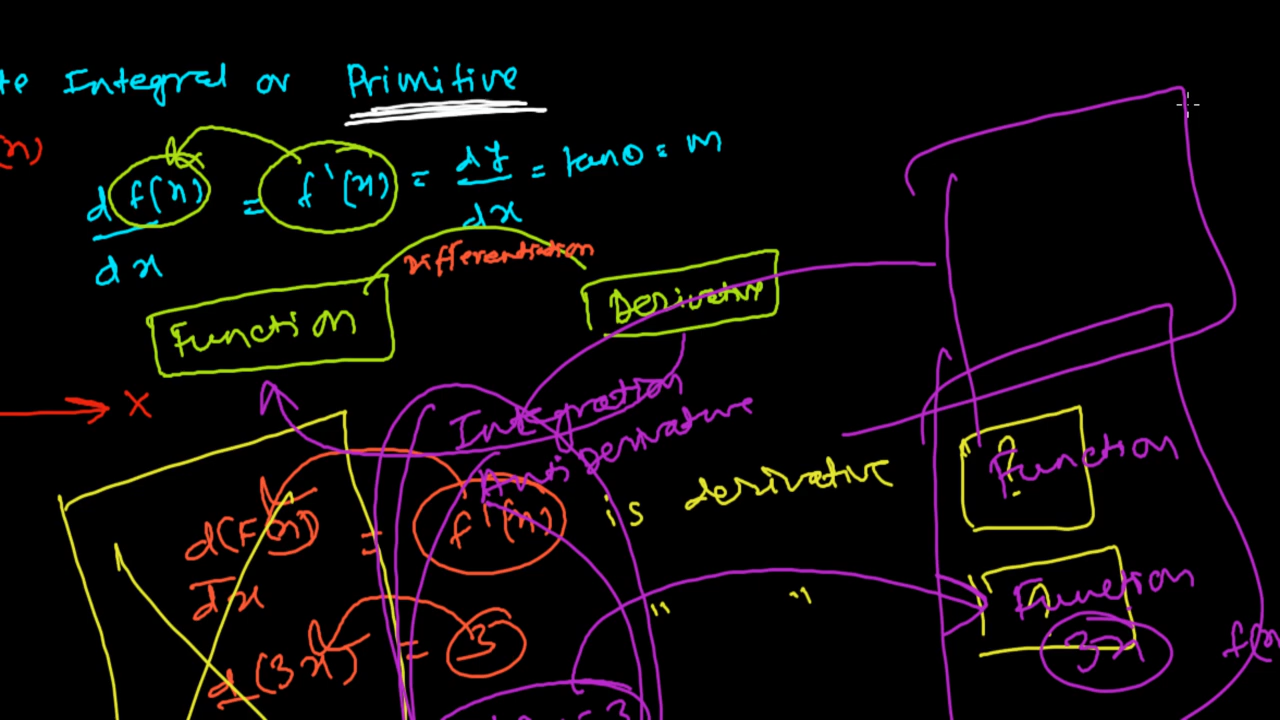 te Integral or Primitive
(n)
d f(n) / dx = f'(x) = dy / dx = tanθ = m
Differentiation
Function
Derivative
X
Integration
Anti derivative
Function
d(F(n)) / dx = f'(n) is derivative
?
Function
" "
d (3x) = 3
3x
f(n